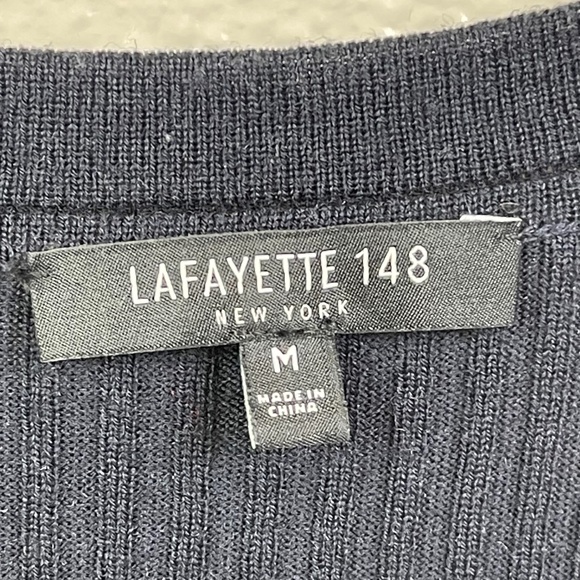 LAFAYETTE 148
NEW YORK
M
MADE IN
CHINA